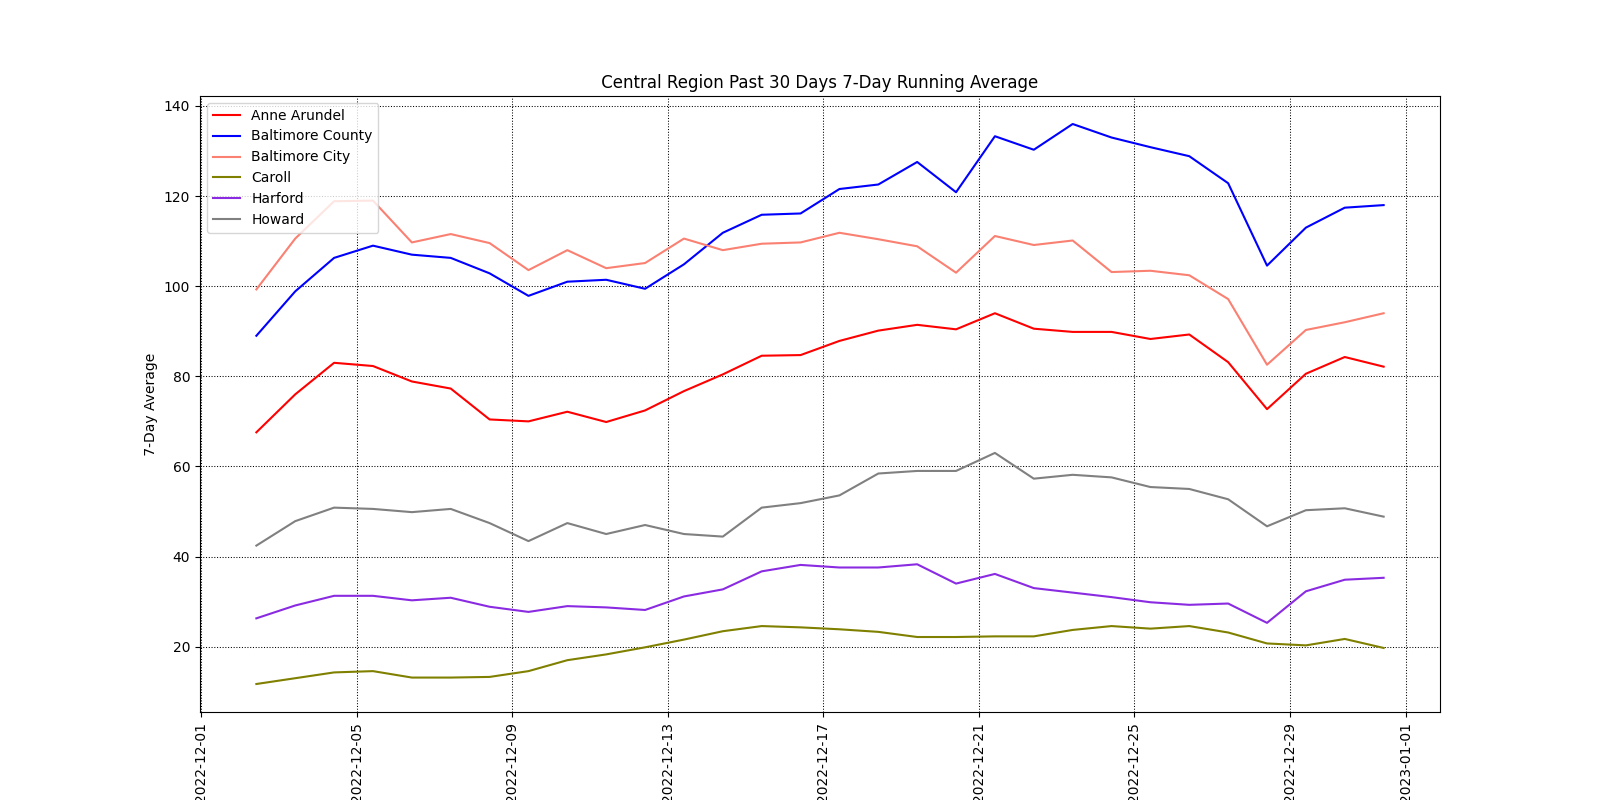 Central Region Past 30 Days 7-Day Running Average
7-Day Average
140
120
100
80
60
40
20
Anne Arundel
Baltimore County
Baltimore City
Caroll
Harford
Howard
2022-12-01
2022-12-05
2022-12-09
2022-12-13
2022-12-17
2022-12-21
2022-12-25
2022-12-29
2023-01-01